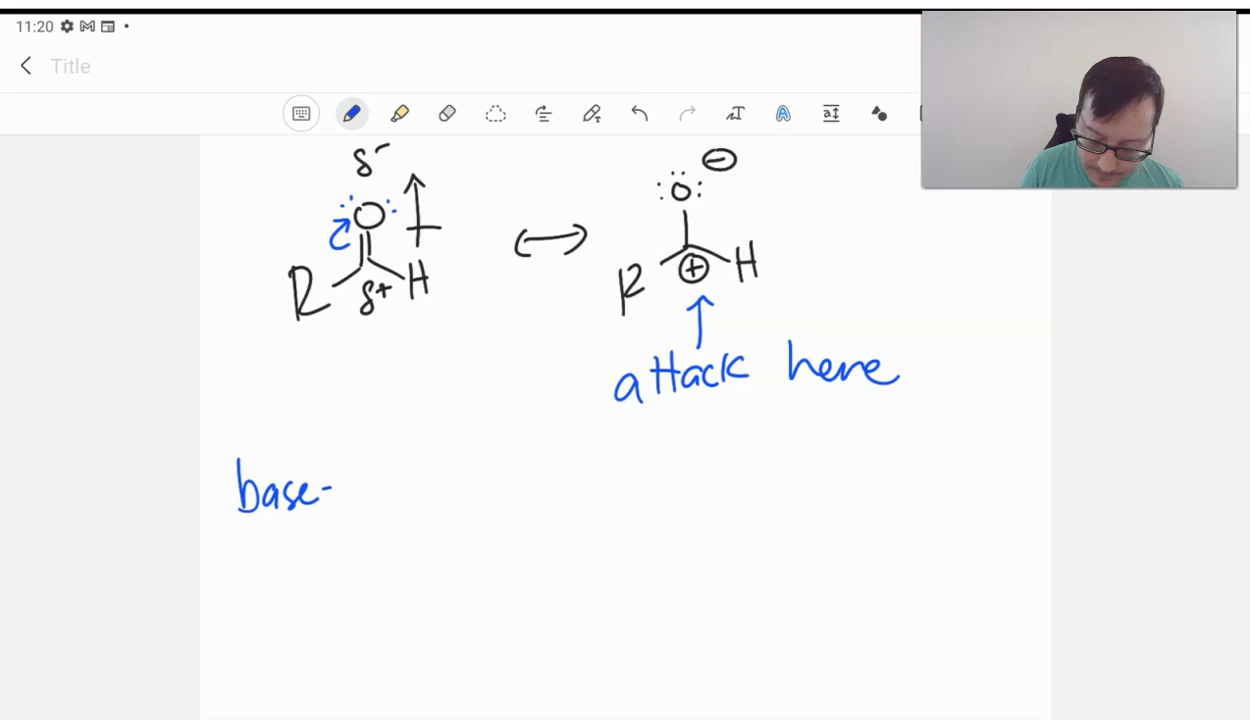 11:20
Title
δ- ⊖
:O: :Ö:
R δ+ H ↔ R ⊕ H
attack here
base-